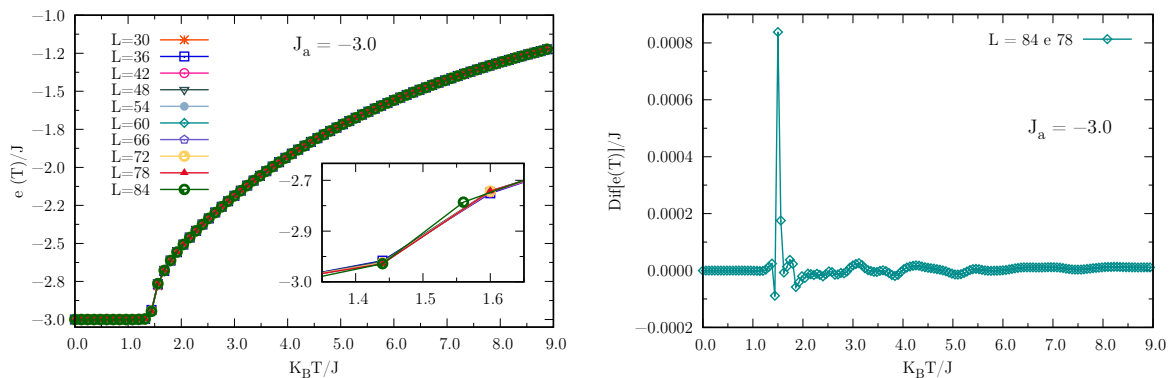 −1.0
−1.2
−1.5
−1.8
−2.0
−2.2
−2.5
−2.8
−3.0
e (T)/J
L=30
L=36
L=42
L=48
L=54
L=60
L=66
L=72
L=78
L=84
J_a = −3.0
−2.7
−2.9
−3.0
1.4 1.5 1.6
0.0 1.0 2.0 3.0 4.0 5.0 6.0 7.0 8.0 9.0
K_BT/J
0.0008
0.0006
0.0004
0.0002
0.0000
−0.0002
Dif[e(T)]/J
L = 84 e 78
J_a = −3.0
0.0 1.0 2.0 3.0 4.0 5.0 6.0 7.0 8.0 9.0
K_BT/J